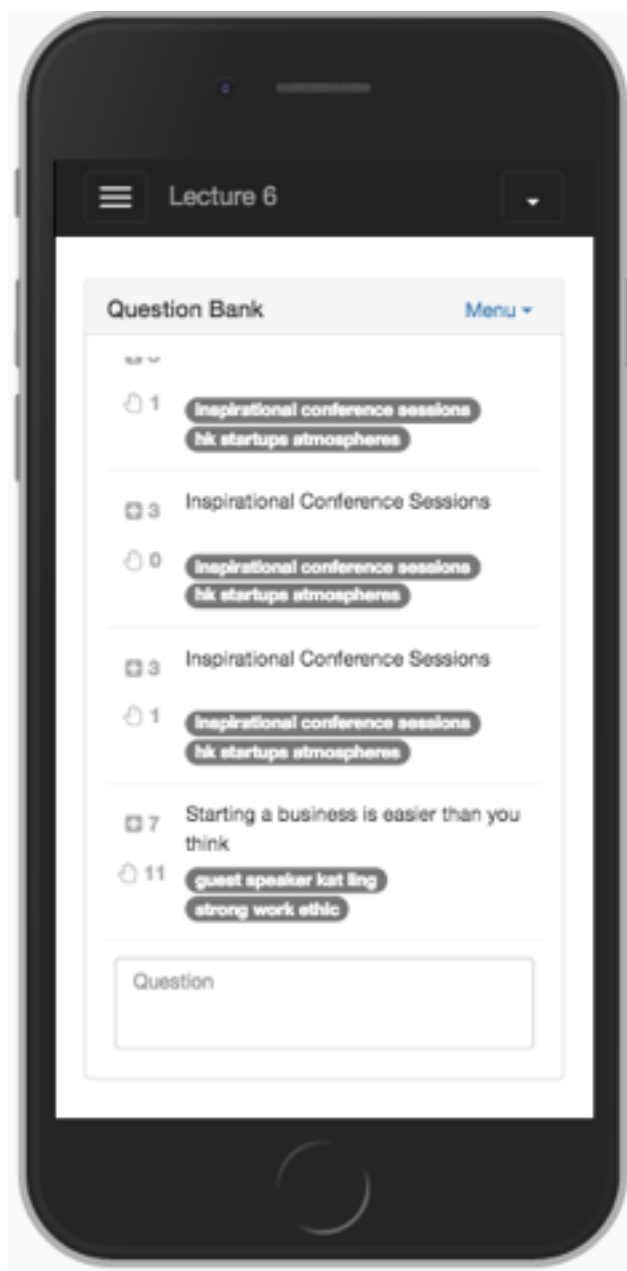 Lecture 6
Question Bank Menu
1 inspirational conference sessions
hk startups atmospheres
3 Inspirational Conference Sessions
0 inspirational conference sessions
hk startups atmospheres
3 Inspirational Conference Sessions
1 inspirational conference sessions
hk startups atmospheres
7 Starting a business is easier than you
think
11 guest speaker kat ling
strong work ethic
Question